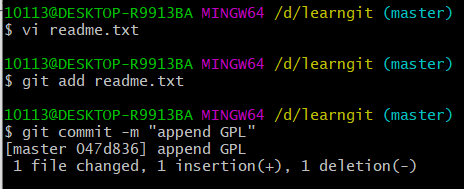 10113@DESKTOP-R9913BA MINGW64 /d/learngit (master)
$ vi readme.txt
10113@DESKTOP-R9913BA MINGW64 /d/learngit (master)
$ git add readme.txt
10113@DESKTOP-R9913BA MINGW64 /d/learngit (master)
$ git commit -m "append GPL"
[master 047d836] append GPL
 1 file changed, 1 insertion(+), 1 deletion(-)